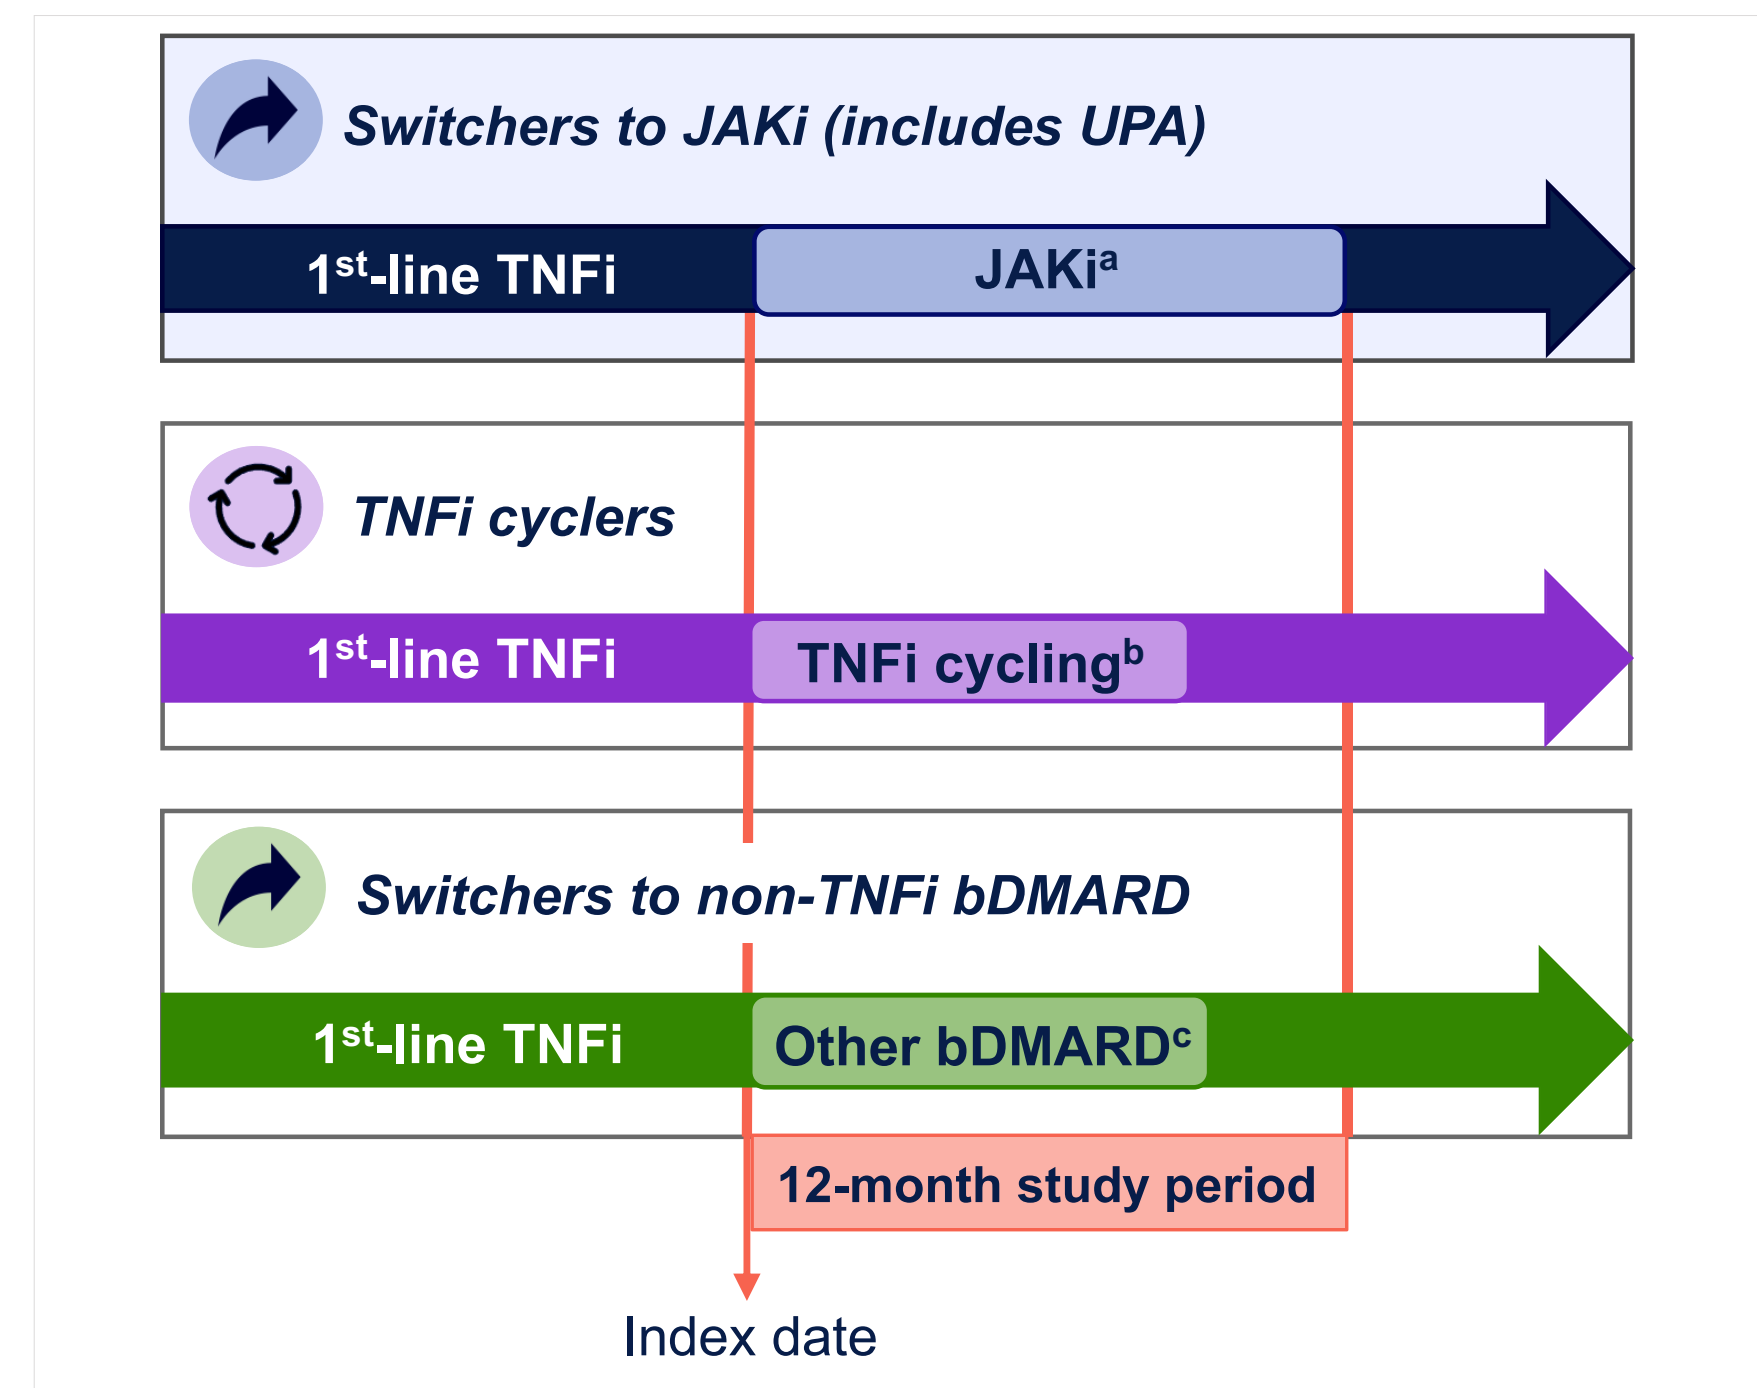 Switchers to JAKi (includes UPA)
1st-line TNFi
JAKia
TNFi cyclers
1st-line TNFi
TNFi cyclingb
Switchers to non-TNFi bDMARD
1st-line TNFi
Other bDMARDc
12-month study period
Index date